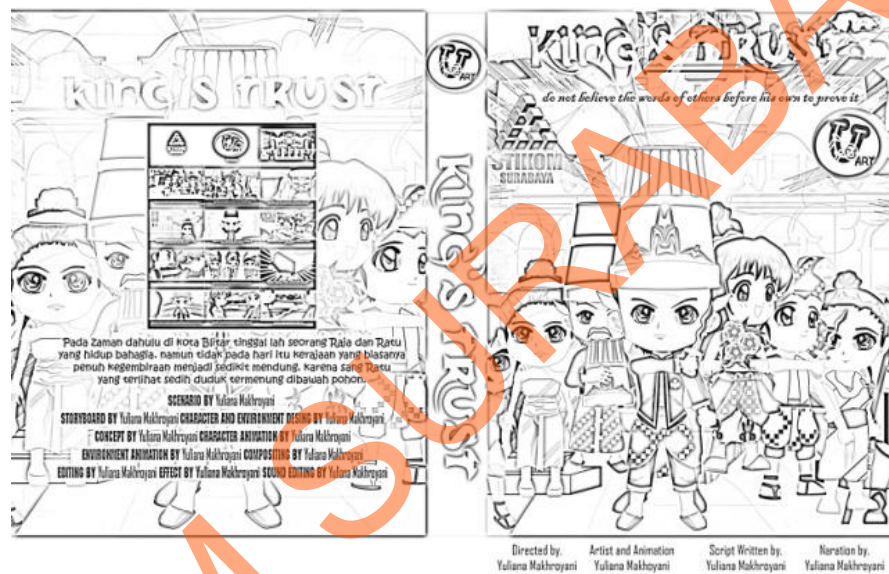 KING'S TRUST
Pada zaman dahulu di kota Blitar tinggal lah seorang Raja dan Ratu
yang hidup bahagia. namun tidak pada hari itu kerajaan yang biasanya
penuh kegembiraan menjadi sedikit mendung. karena sang Ratu
yang terlihat sedih duduk termenung dibawah pohon.
SCENARIO BY Yuliana Makhroyani
STORYBOARD BY Yuliana Makhroyani CHARACTER AND ENVIRONMENT DESING BY Yuliana Makhroyani
CONCEPT BY Yuliana Makhroyani CHARACTER ANIMATION BY Yuliana Makhroyani
ENVIRONTMENT ANIMATION BY Yuliana Makhroyani COMPOSITING BY Yuliana Makhroyani
EDITING BY Yuliana Makhroyani EFFECT BY Yuliana Makhroyani SOUND EDITING BY Yuliana Makhroyani
ART
KING'S TRUST
KING'S TRUST
do not believe the words of others before his own to prove it
STIKOM
SURABAYA
ART
Directed by. Artist and Animation Script Written by. Naration by.
Yuliana Makhroyani Yuliana Makhroyani Yuliana Makhroyani Yuliana Makhroyani
M SURABA